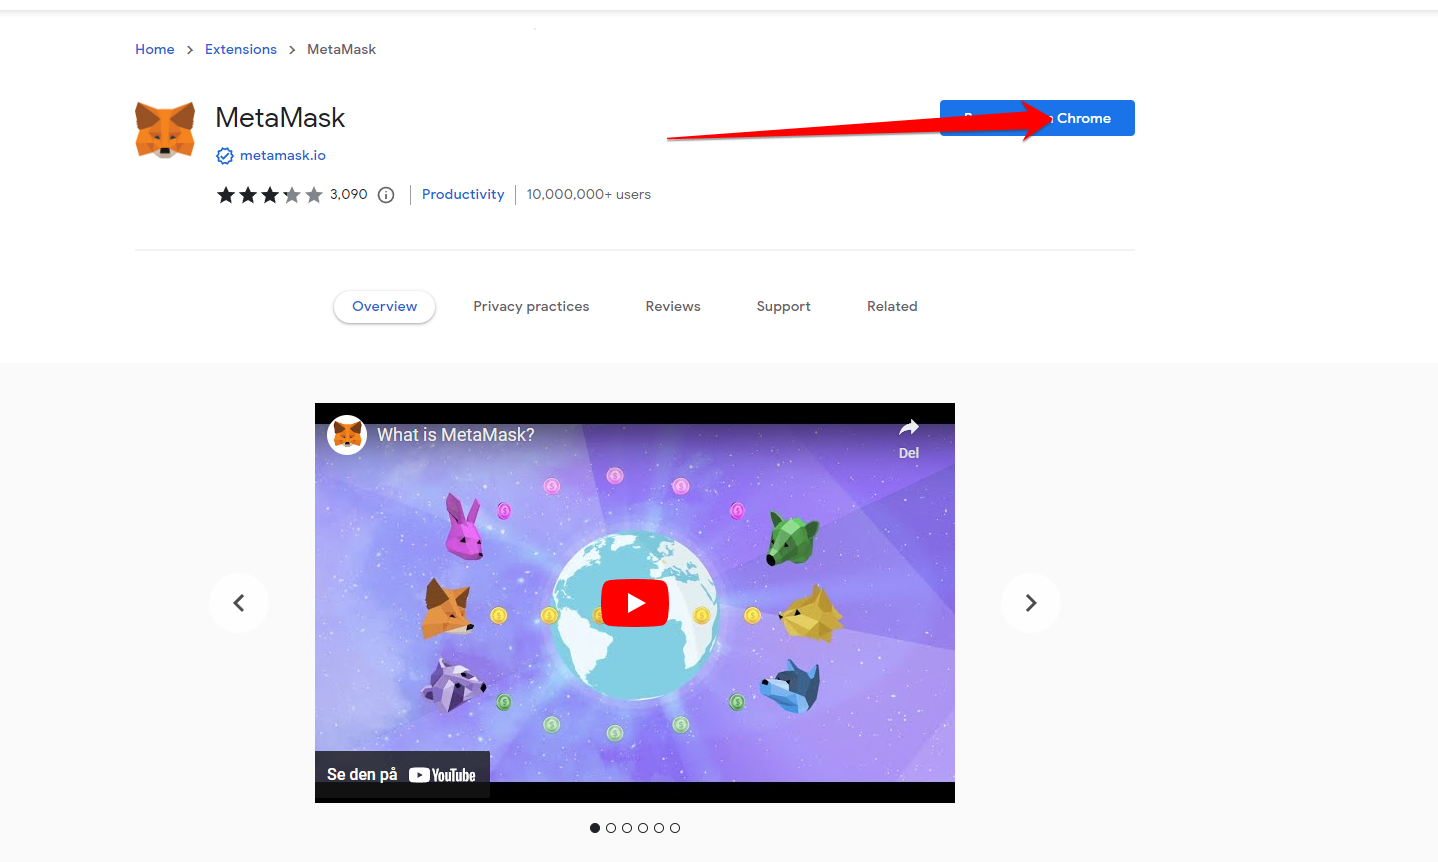 Home > Extensions > MetaMask
MetaMask
Chrome
metamask.io
3,090
Productivity
10,000,000+ users
Overview
Privacy practices
Reviews
Support
Related
What is MetaMask?
Del
Se den på YouTube